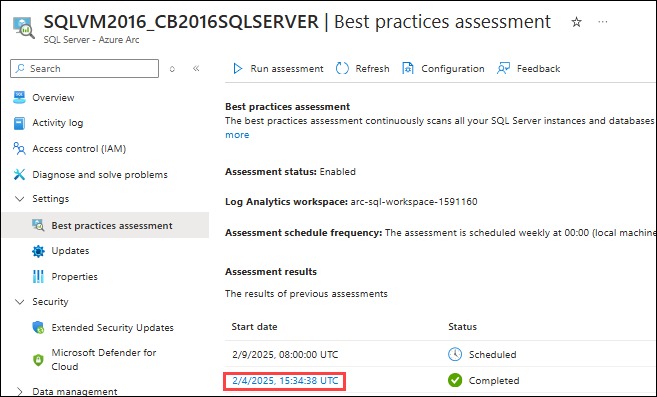 SQLVM2016_CB2016SQLSERVER | Best practices assessment
SQL Server – Azure Arc
Search
Run assessment
Refresh
Configuration
Feedback
Overview
Activity log
Access control (IAM)
Diagnose and solve problems
Settings
Best practices assessment
Updates
Properties
Security
Extended Security Updates
Microsoft Defender for
Cloud
Data management
Best practices assessment
The best practices assessment continuously scans all your SQL Server instances and databases
more
Assessment status: Enabled
Log Analytics workspace: arc-sql-workspace-1591160
Assessment schedule frequency: The assessment is scheduled weekly at 00:00 (local machine
Assessment results
The results of previous assessments
Start date Status
2/9/2025, 08:00:00 UTC Scheduled
2/4/2025, 15:34:38 UTC Completed